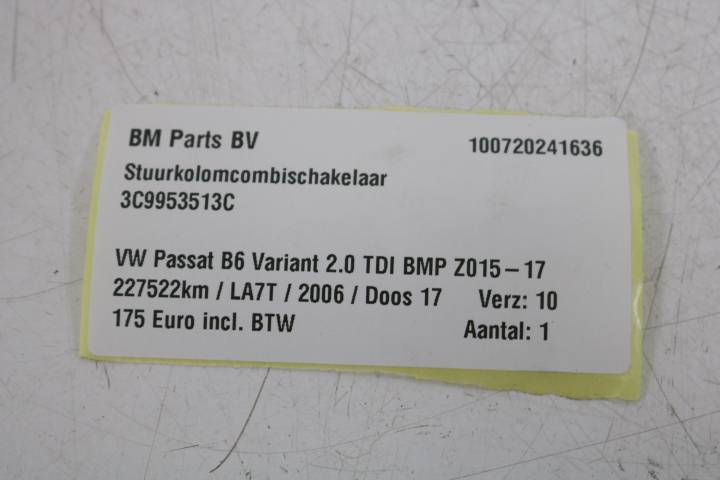 BM Parts BV 100720241636
Stuurkolomcombischakelaar
3C9953513C
VW Passat B6 Variant 2.0 TDI BMP Z015-17
227522km / LA7T / 2006 / Doos 17 Verz: 10
175 Euro incl. BTW Aantal: 1